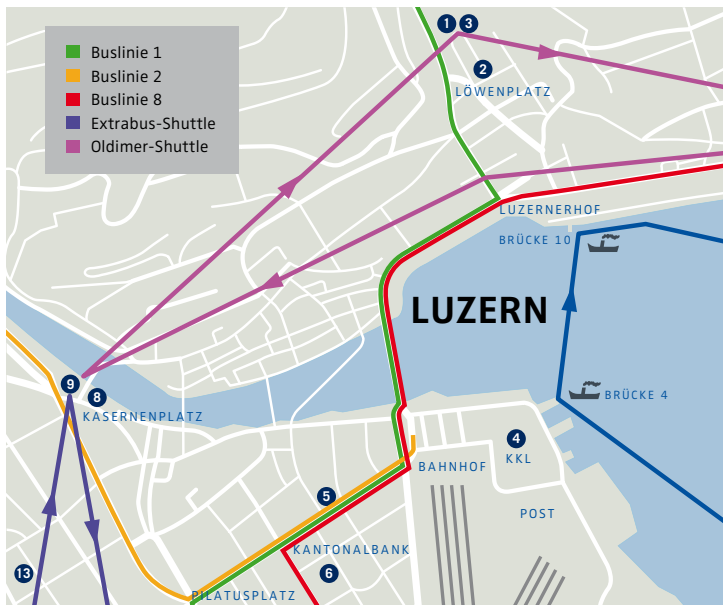 Buslinie 1
Buslinie 2
Buslinie 8
Extrabus-Shuttle
Oldimer-Shuttle
1 3
2
LÖWENPLATZ
LUZERNERHOF
BRÜCKE 10
LUZERN
9
8
KASERNENPLATZ
BRÜCKE 4
4
KKL
BAHNHOF
5
POST
KANTONALBANK
13
6
PILATUSPLATZ